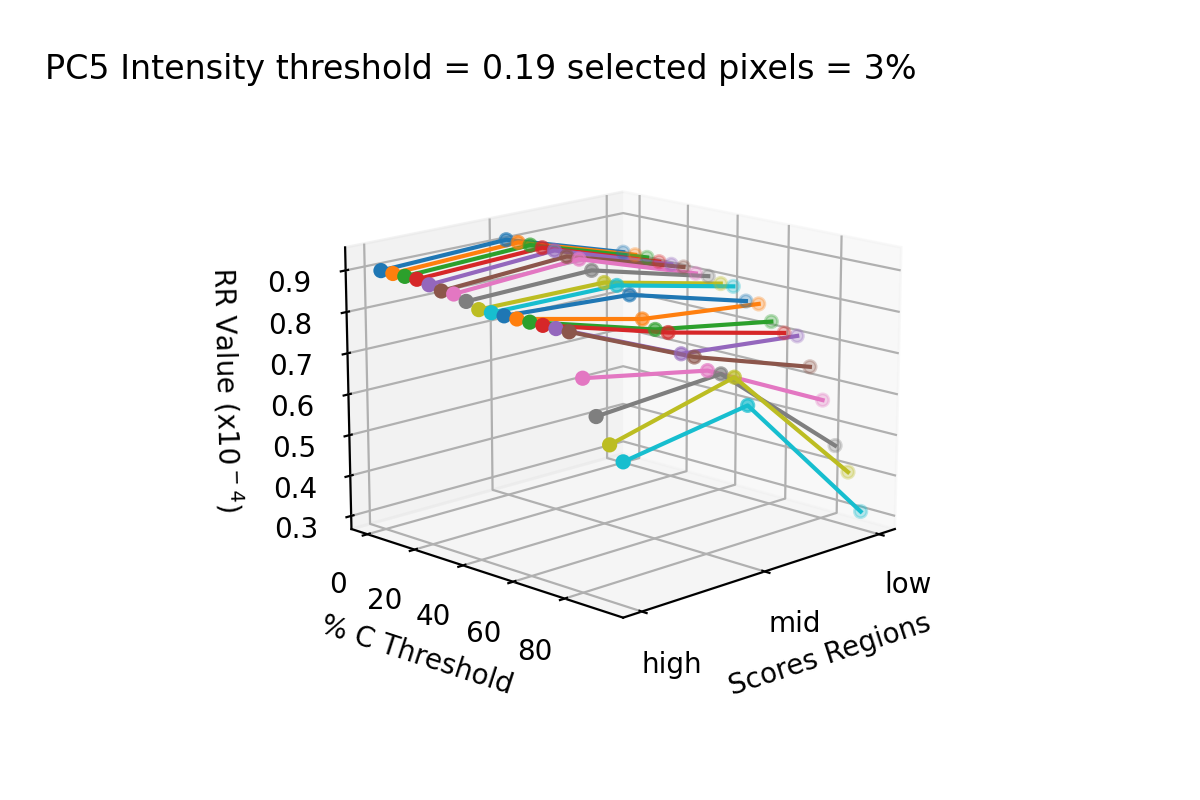 PC5 Intensity threshold = 0.19 selected pixels = 3%
RR Value (x10⁻⁴)
0.9
0.8
0.7
0.6
0.5
0.4
0.3
0
20
40
60
80
% C Threshold
high
mid
low
Scores Regions